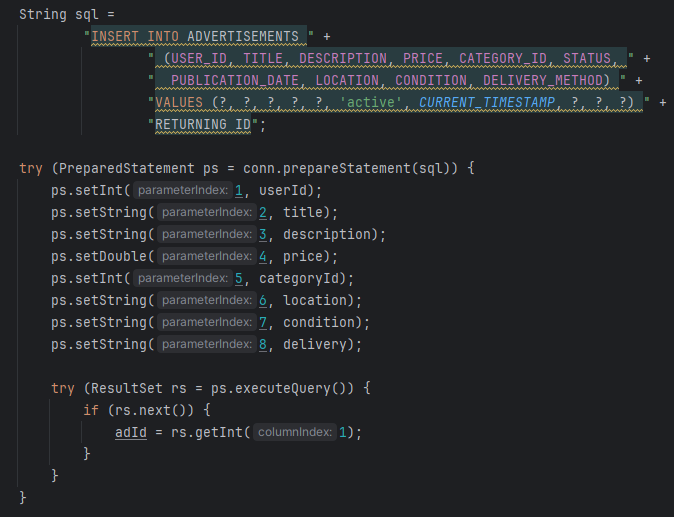 String sql =
"INSERT INTO ADVERTISEMENTS " +
" (USER_ID, TITLE, DESCRIPTION, PRICE, CATEGORY_ID, STATUS, " +
"  PUBLICATION_DATE, LOCATION, CONDITION, DELIVERY_METHOD) " +
"VALUES (?, ?, ?, ?, ?, 'active', CURRENT_TIMESTAMP, ?, ?, ?) " +
"RETURNING ID";
try (PreparedStatement ps = conn.prepareStatement(sql)) {
ps.setInt( parameterIndex: 1, userId);
ps.setString( parameterIndex: 2, title);
ps.setString( parameterIndex: 3, description);
ps.setDouble( parameterIndex: 4, price);
ps.setInt( parameterIndex: 5, categoryId);
ps.setString( parameterIndex: 6, location);
ps.setString( parameterIndex: 7, condition);
ps.setString( parameterIndex: 8, delivery);
try (ResultSet rs = ps.executeQuery()) {
if (rs.next()) {
adId = rs.getInt( columnIndex: 1);
}
}
}